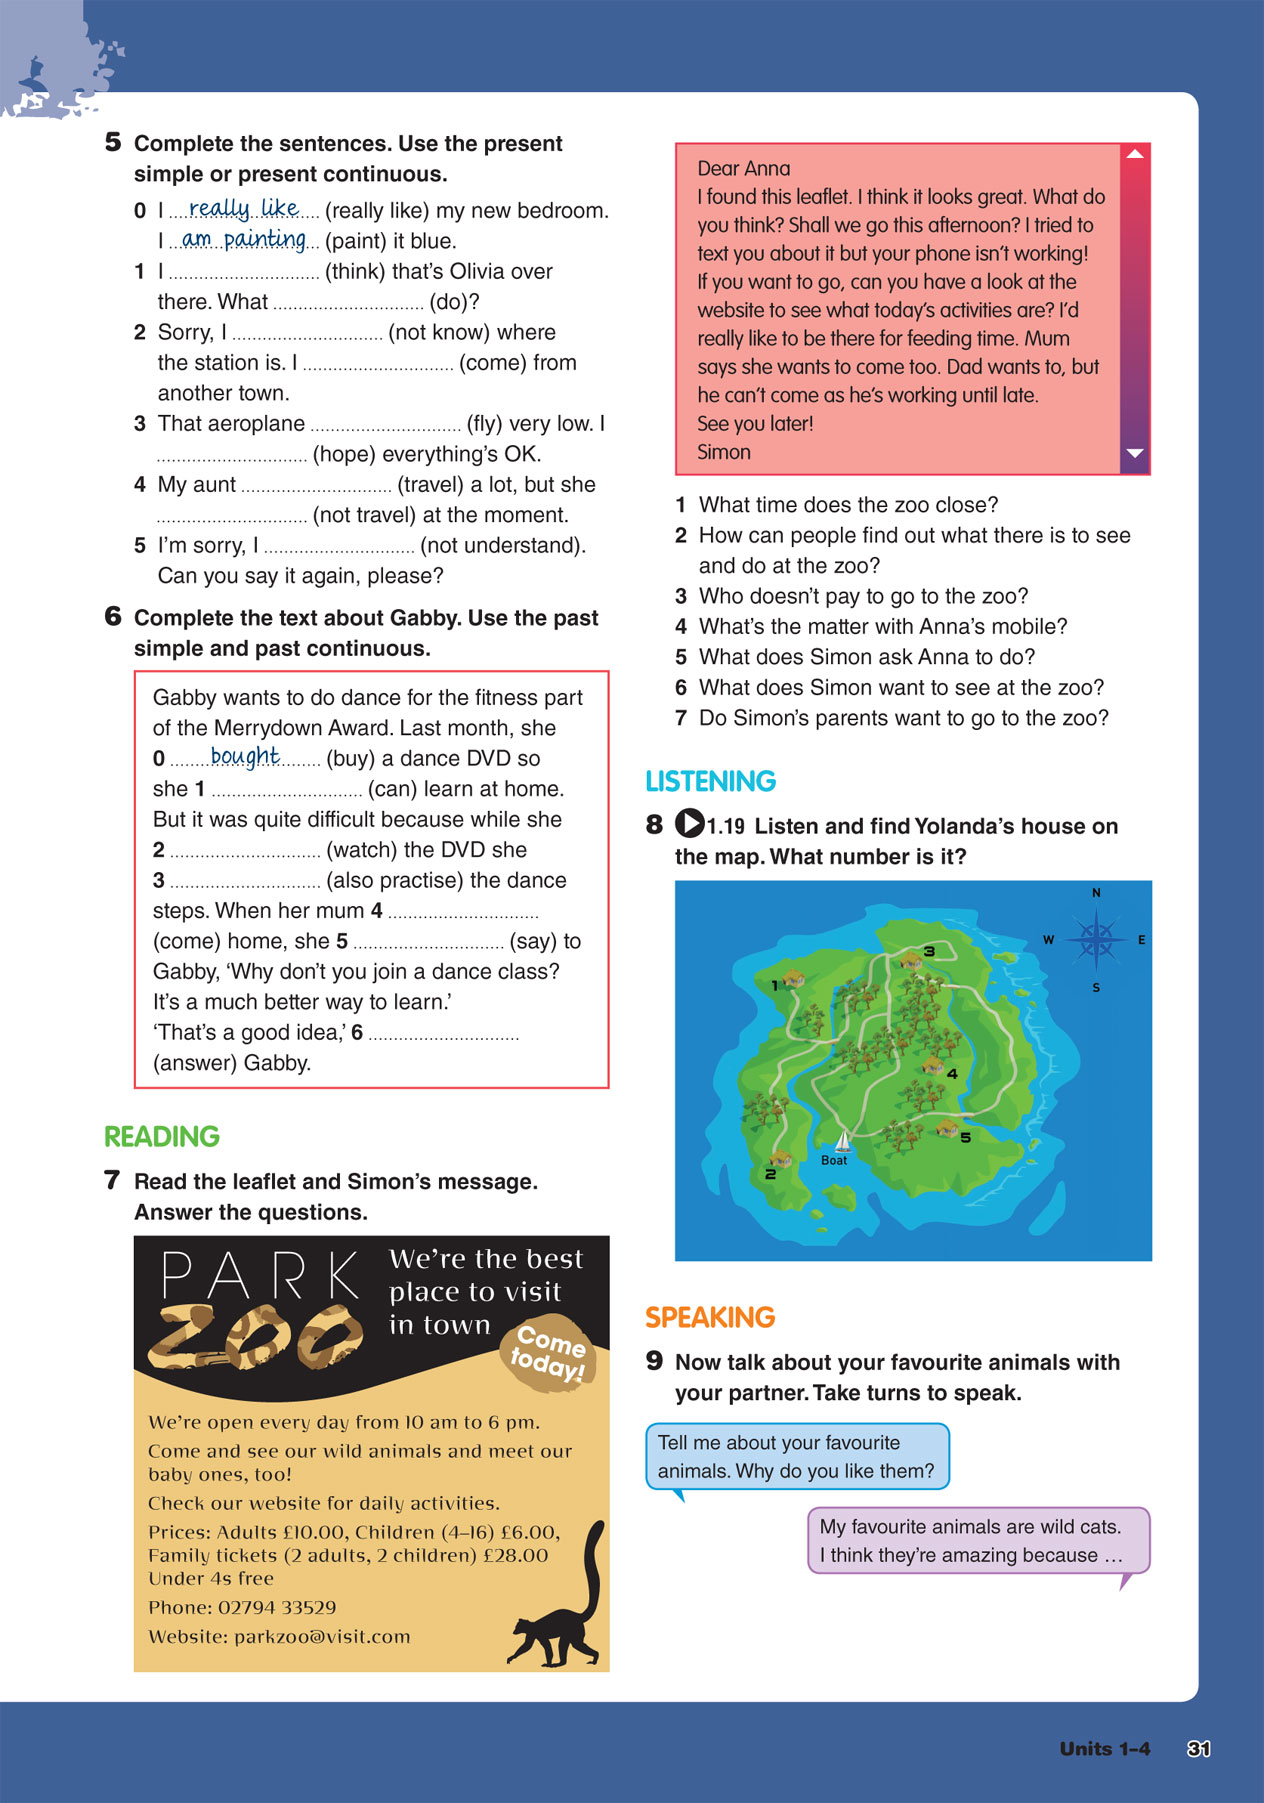 5 Complete the sentences. Use the present
simple or present continuous.
0 I .... really like .... (really like) my new bedroom.
I .... am painting .... (paint) it blue.
1 I ............................. (think) that's Olivia over
there. What ............................. (do)?
2 Sorry, I ............................. (not know) where
the station is. I ............................. (come) from
another town.
3 That aeroplane ............................. (fly) very low. I
............................. (hope) everything's OK.
4 My aunt ............................. (travel) a lot, but she
............................. (not travel) at the moment.
5 I'm sorry, I ............................. (not understand).
Can you say it again, please?
6 Complete the text about Gabby. Use the past
simple and past continuous.
Gabby wants to do dance for the fitness part
of the Merrydown Award. Last month, she
0 ........ bought ........ (buy) a dance DVD so
she 1 ............................. (can) learn at home.
But it was quite difficult because while she
2 ............................. (watch) the DVD she
3 ............................. (also practise) the dance
steps. When her mum 4 .............................
(come) home, she 5 ............................. (say) to
Gabby, ‘Why don't you join a dance class?
It's a much better way to learn.’
‘That's a good idea,’ 6 .............................
(answer) Gabby.
READING
7 Read the leaflet and Simon's message.
Answer the questions.
PARK
ZOO
We're the best
place to visit
in town
Come
today!
We're open every day from 10 am to 6 pm.
Come and see our wild animals and meet our
baby ones, too!
Check our website for daily activities.
Prices: Adults £10.00, Children (4–16) £6.00,
Family tickets (2 adults, 2 children) £28.00
Under 4s free
Phone: 02794 33529
Website: parkzoo@visit.com
Dear Anna
I found this leaflet. I think it looks great. What do
you think? Shall we go this afternoon? I tried to
text you about it but your phone isn't working!
If you want to go, can you have a look at the
website to see what today's activities are? I'd
really like to be there for feeding time. Mum
says she wants to come too. Dad wants to, but
he can't come as he's working until late.
See you later!
Simon
1 What time does the zoo close?
2 How can people find out what there is to see
and do at the zoo?
3 Who doesn't pay to go to the zoo?
4 What's the matter with Anna's mobile?
5 What does Simon ask Anna to do?
6 What does Simon want to see at the zoo?
7 Do Simon's parents want to go to the zoo?
LISTENING
8 1.19 Listen and find Yolanda's house on
the map. What number is it?
N
W E
S
3
1
4
5
Boat
2
SPEAKING
9 Now talk about your favourite animals with
your partner. Take turns to speak.
Tell me about your favourite
animals. Why do you like them?
My favourite animals are wild cats.
I think they're amazing because …
Units 1–4 31